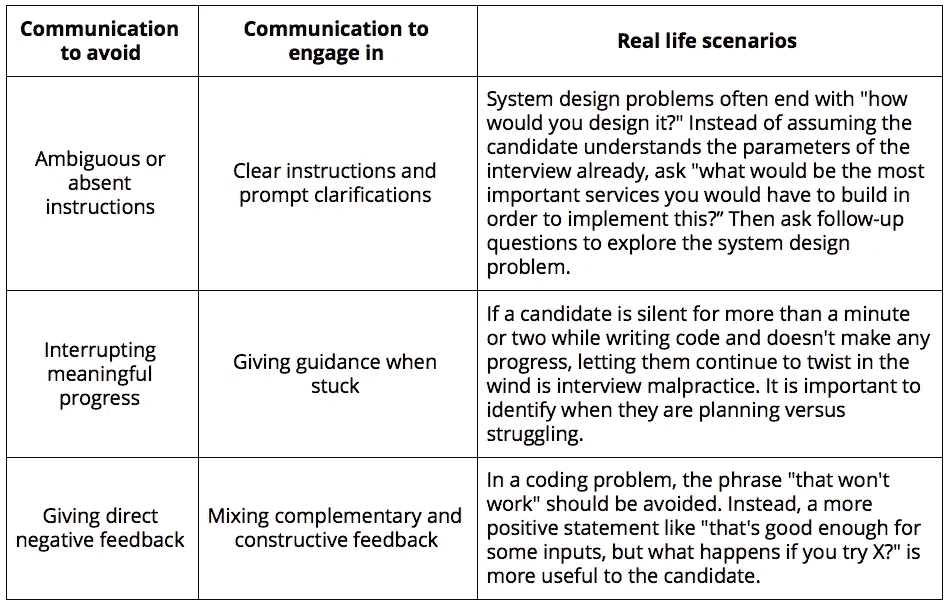 Communication
to avoid
Communication to
engage in
Real life scenarios
Ambiguous or
absent
instructions
Clear instructions and
prompt clarifications
System design problems often end with "how
would you design it?" Instead of assuming the
candidate understands the parameters of the
interview already, ask "what would be the most
important services you would have to build in
order to implement this?” Then ask follow-up
questions to explore the system design
problem.
Interrupting
meaningful
progress
Giving guidance when
stuck
If a candidate is silent for more than a minute
or two while writing code and doesn't make any
progress, letting them continue to twist in the
wind is interview malpractice. It is important to
identify when they are planning versus
struggling.
Giving direct
negative feedback
Mixing complementary and
constructive feedback
In a coding problem, the phrase "that won't
work" should be avoided. Instead, a more
positive statement like "that's good enough for
some inputs, but what happens if you try X?" is
more useful to the candidate.